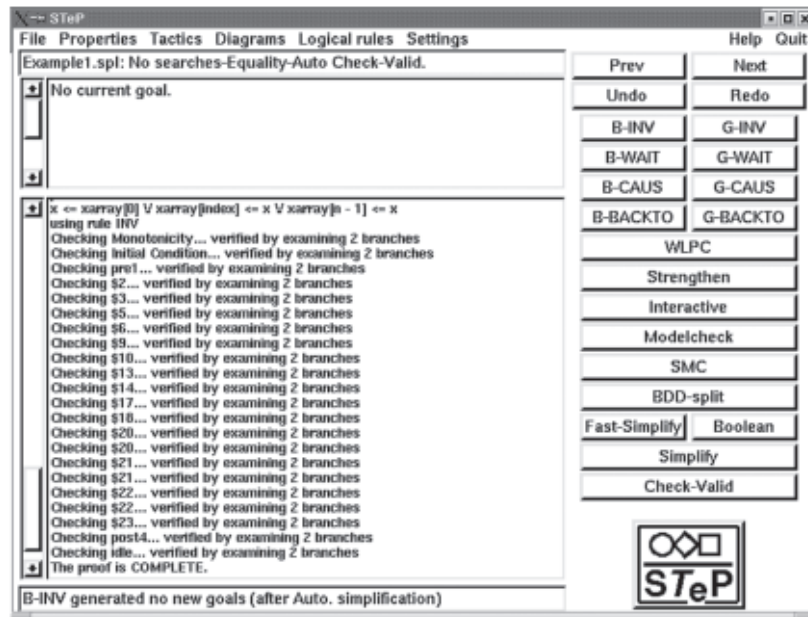 STeP
File Properties Tactics Diagrams Logical rules Settings Help Quit
Example1.spl: No searches-Equality-Auto Check-Valid.
No current goal.
x <= xarray[0] \/ xarray[index] <= x \/ xarray[n - 1] <= x
using rule INV
Checking Monotonicity... verified by examining 2 branches
Checking Initial Condition... verified by examining 2 branches
Checking pre1... verified by examining 2 branches
Checking $2... verified by examining 2 branches
Checking $3... verified by examining 2 branches
Checking $5... verified by examining 2 branches
Checking $6... verified by examining 2 branches
Checking $9... verified by examining 2 branches
Checking $10... verified by examining 2 branches
Checking $13... verified by examining 2 branches
Checking $14... verified by examining 2 branches
Checking $17... verified by examining 2 branches
Checking $18... verified by examining 2 branches
Checking $20... verified by examining 2 branches
Checking $20... verified by examining 2 branches
Checking $21... verified by examining 2 branches
Checking $21... verified by examining 2 branches
Checking $22... verified by examining 2 branches
Checking $22... verified by examining 2 branches
Checking $23... verified by examining 2 branches
Checking post4... verified by examining 2 branches
Checking idle... verified by examining 2 branches
The proof is COMPLETE.
B-INV generated no new goals (after Auto. simplification)
Prev Next
Undo Redo
B-INV G-INV
B-WAIT G-WAIT
B-CAUS G-CAUS
B-BACKTO G-BACKTO
WLPC
Strengthen
Interactive
Modelcheck
SMC
BDD-split
Fast-Simplify Boolean
Simplify
Check-Valid
STeP